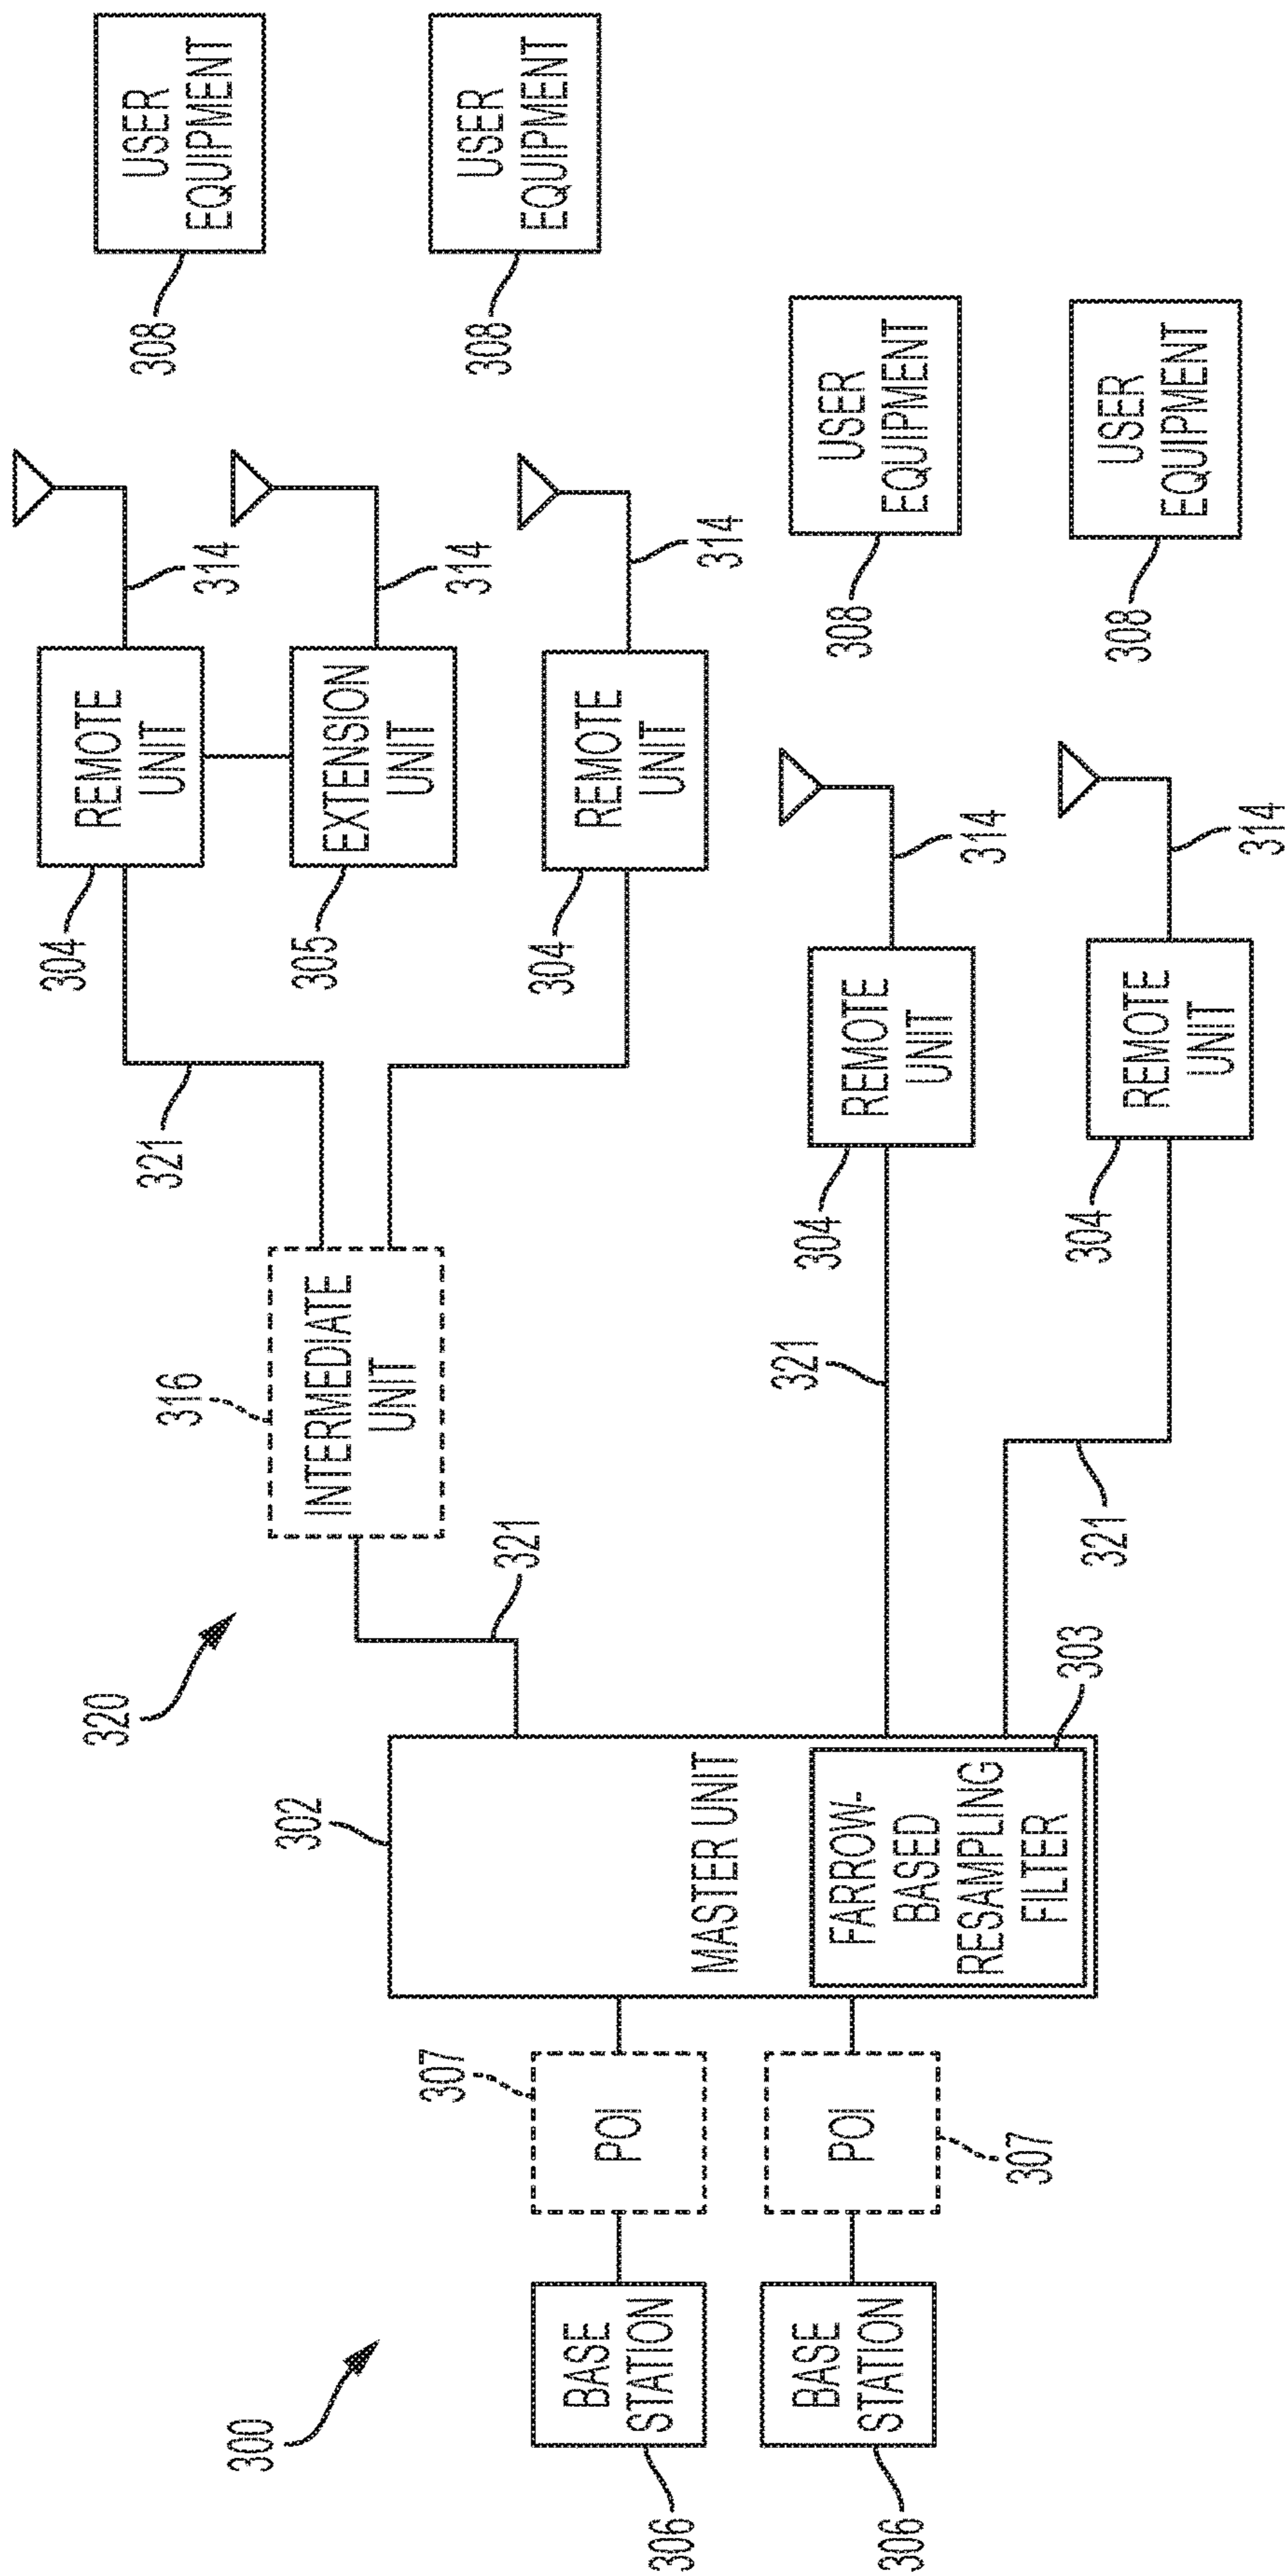 300
320
306
BASE
STATION
307
POI
306
BASE
STATION
307
POI
302
MASTER UNIT
303
FARROW-
BASED
RESAMPLING
FILTER
321
316
INTERMEDIATE
UNIT
321
321
321
304
REMOTE
UNIT
314
305
EXTENSION
UNIT
314
304
REMOTE
UNIT
314
304
REMOTE
UNIT
314
304
REMOTE
UNIT
314
308
USER
EQUIPMENT
308
USER
EQUIPMENT
308
USER
EQUIPMENT
308
USER
EQUIPMENT